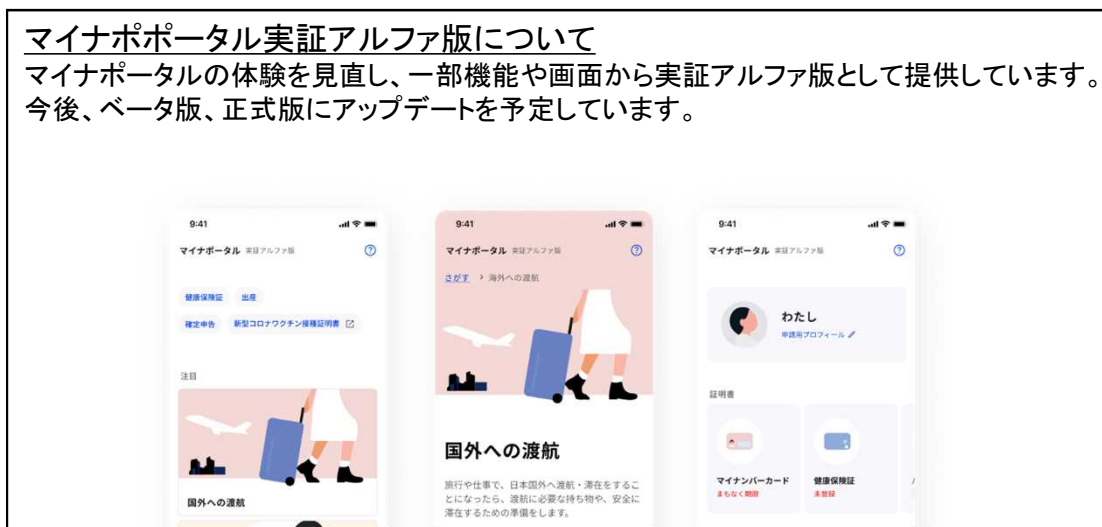 マイナポポータル実証アルファ版について
マイナポータルの体験を見直し、一部機能や画面から実証アルファ版として提供しています。
今後、ベータ版、正式版にアップデートを予定しています。
9:41
マイナポータル 実証アルファ版
健康保険証 出産
確定申告 新型コロナワクチン接種証明書
注目
国外への渡航
9:41
マイナポータル 実証アルファ版
さがす > 海外への渡航
国外への渡航
旅行や仕事で、日本国外へ渡航・滞在をするこ
とになったら、渡航に必要な持ち物や、安全に
滞在するための準備をします。
9:41
マイナポータル 実証アルファ版
わたし
申請用プロフィール
証明書
マイナンバーカード
まもなく期限
健康保険証
未登録